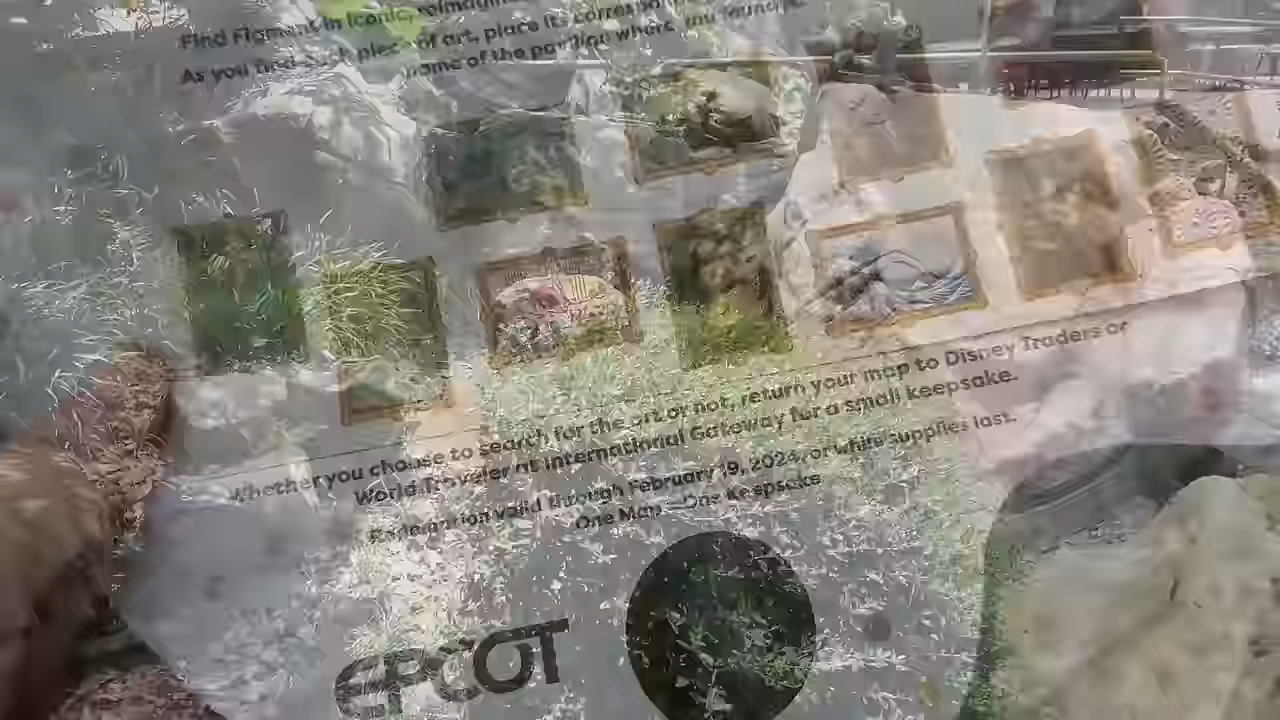 Find Figment in iconic, reimagined
As you find each piece of art, place its
name of the pavilion where you found it.
Whether you choose to search for the art or not, return your map to Disney Traders or
World Traveler at International Gateway for a small keepsake.
Redemption valid through February 19, 2024, or while supplies last.
One Map – One Keepsake
EPCOT